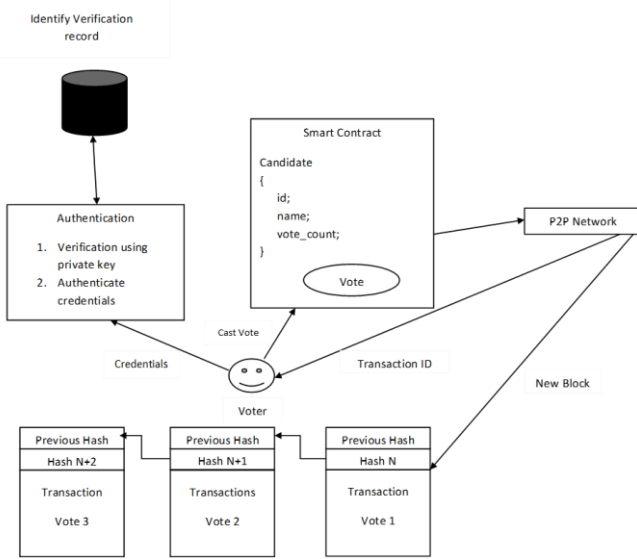 Identify Verification
record
Smart Contract
Candidate
{
id;
name;
vote_count;
}
Vote
P2P Network
Authentication
1. Verification using
private key
2. Authenticate
credentials
Cast Vote
Credentials
Transaction ID
New Block
Voter
Previous Hash
Hash N+2
Transaction
Vote 3
Previous Hash
Hash N+1
Transactions
Vote 2
Previous Hash
Hash N
Transaction
Vote 1